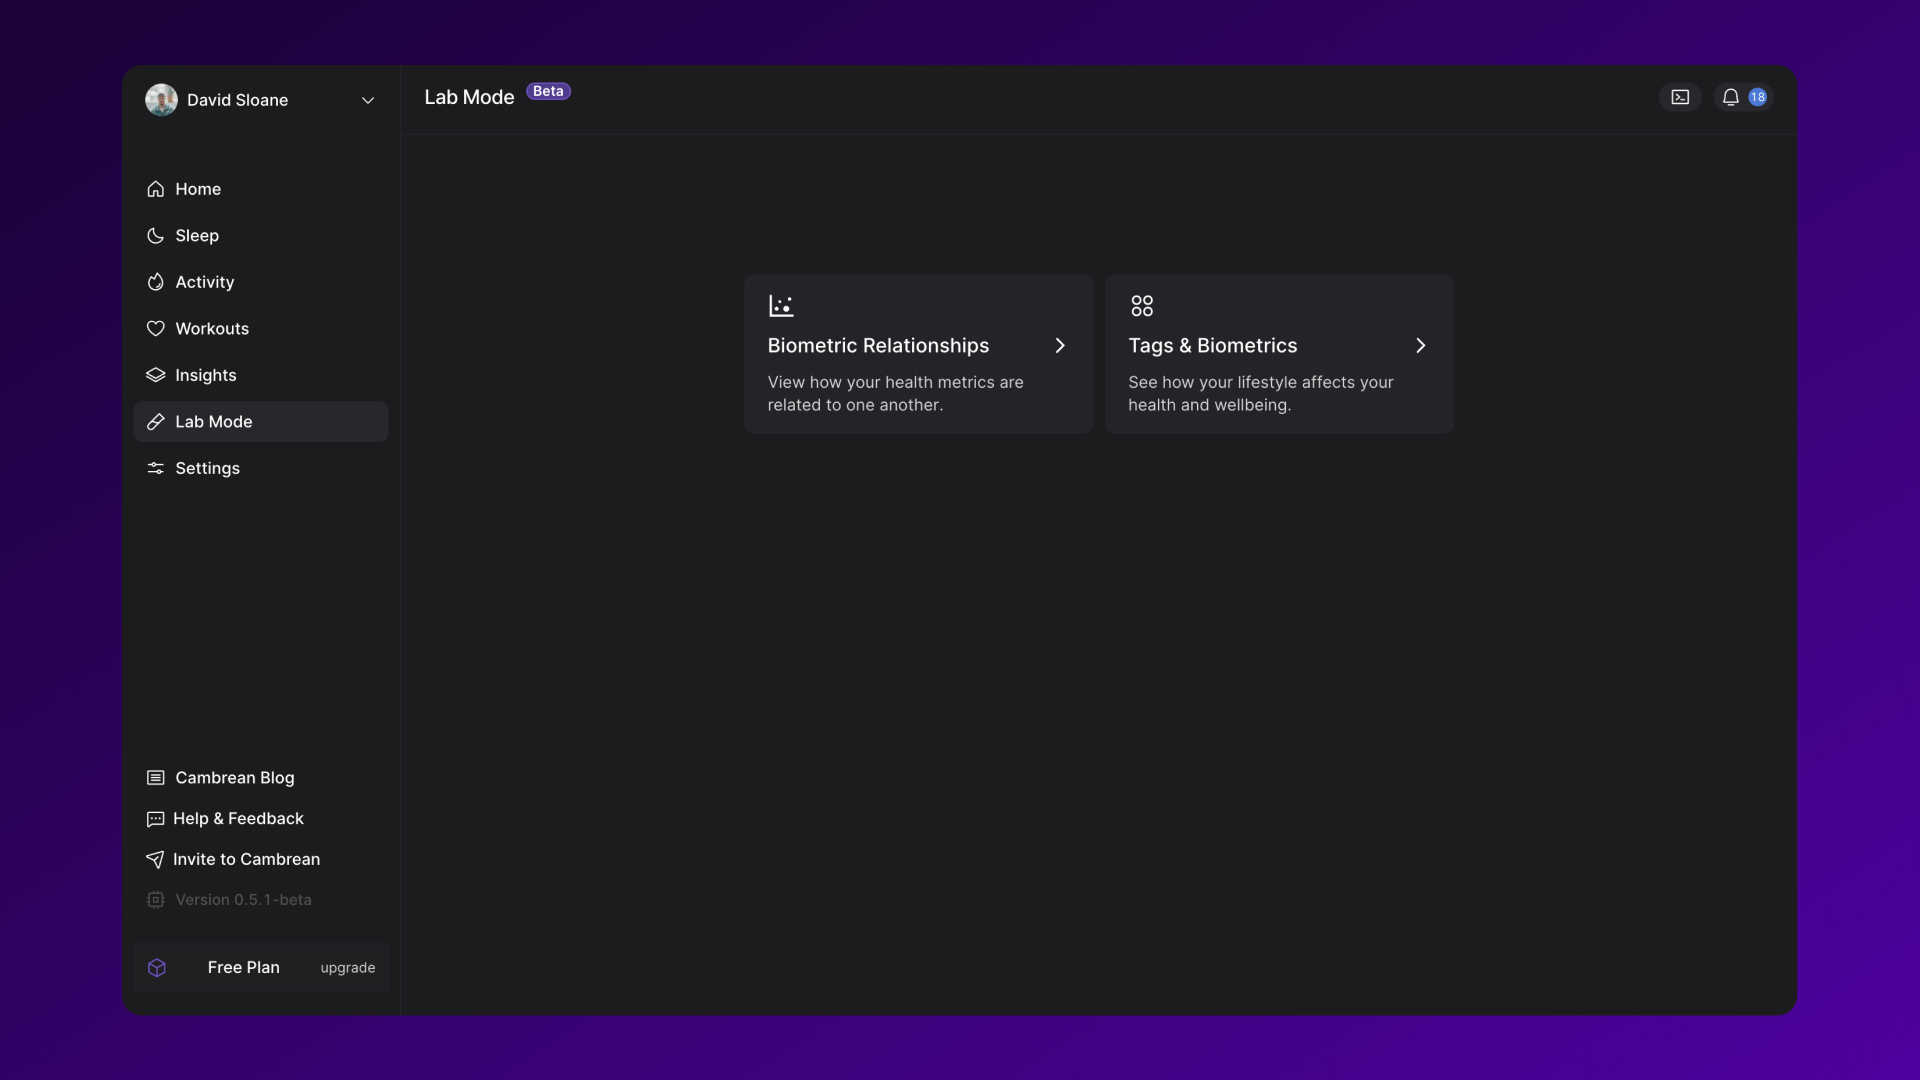 David Sloane
Home
Sleep
Activity
Workouts
Insights
Lab Mode
Settings
Cambrean Blog
Help & Feedback
Invite to Cambrean
Version 0.5.1-beta
Free Plan upgrade
Lab Mode Beta
18
Biometric Relationships
View how your health metrics are
related to one another.
Tags & Biometrics
See how your lifestyle affects your
health and wellbeing.